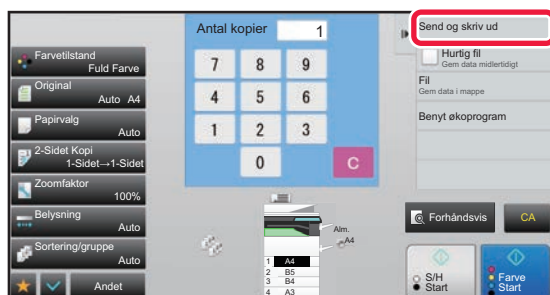 Farvetilstand
Fuld Farve
Original
Auto A4
Papirvalg
Auto
2-Sidet Kopi
1-Sidet→1-Sidet
Zoomfaktor
100%
Belysning
Auto
Sortering/gruppe
Auto
Andet
Antal kopier 1
7 8 9
4 5 6
1 2 3
0 C
Alm.
A4
1 A4
2 B5
3 B4
4 A3
Send og skriv ud
Hurtig fil
Gem data midlertidigt
Fil
Gem data i mappe
Benyt økoprogram
Forhåndsvis
CA
S/H
Start
Farve
Start